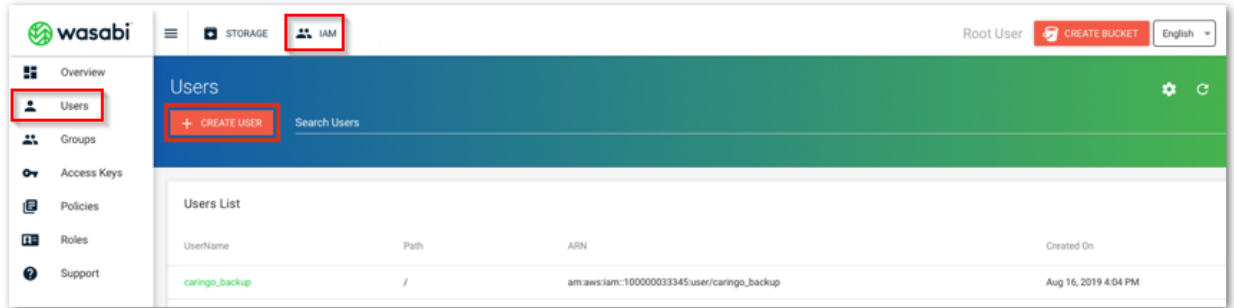 wasabi
STORAGE
IAM
Root User
CREATE BUCKET
English
Overview
Users
Groups
Access Keys
Policies
Roles
Support
Users
+ CREATE USER
Search Users
Users List
UserName Path ARN Created On
caringo_backup / arn:aws:iam::100000033345:user/caringo_backup Aug 16, 2019 4:04 PM